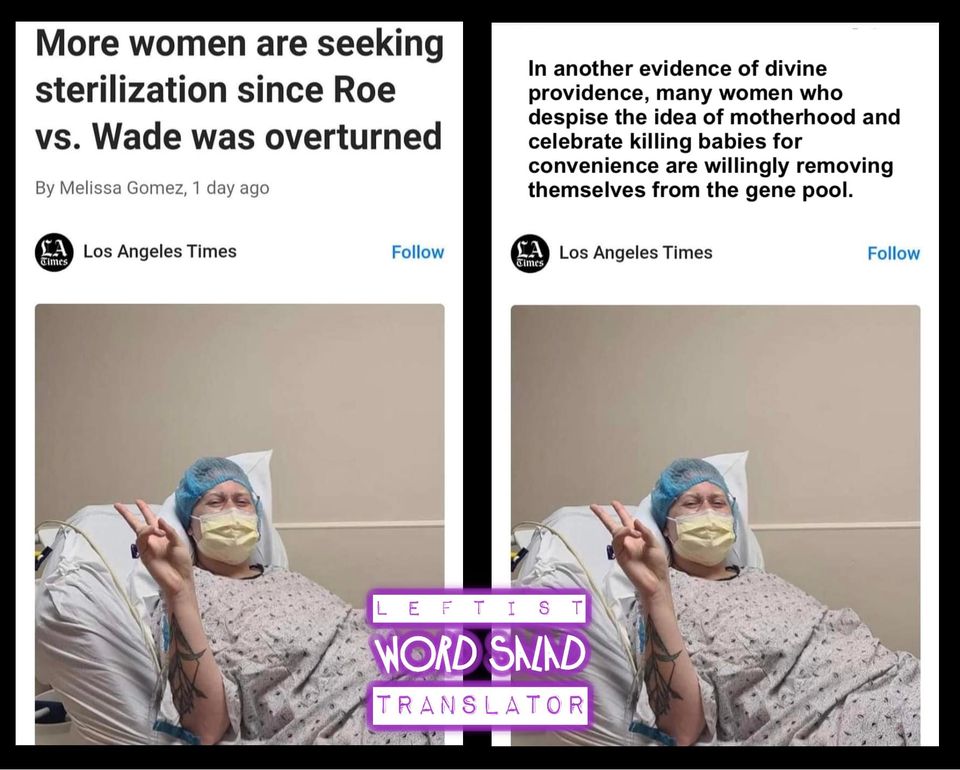 More women are seeking
sterilization since Roe
vs. Wade was overturned
By Melissa Gomez, 1 day ago
LA
Times
Los Angeles Times
Follow
In another evidence of divine
providence, many women who
despise the idea of motherhood and
celebrate killing babies for
convenience are willingly removing
themselves from the gene pool.
LA
Times
Los Angeles Times
Follow
LEFTIST
WORD SALAD
TRANSLATOR